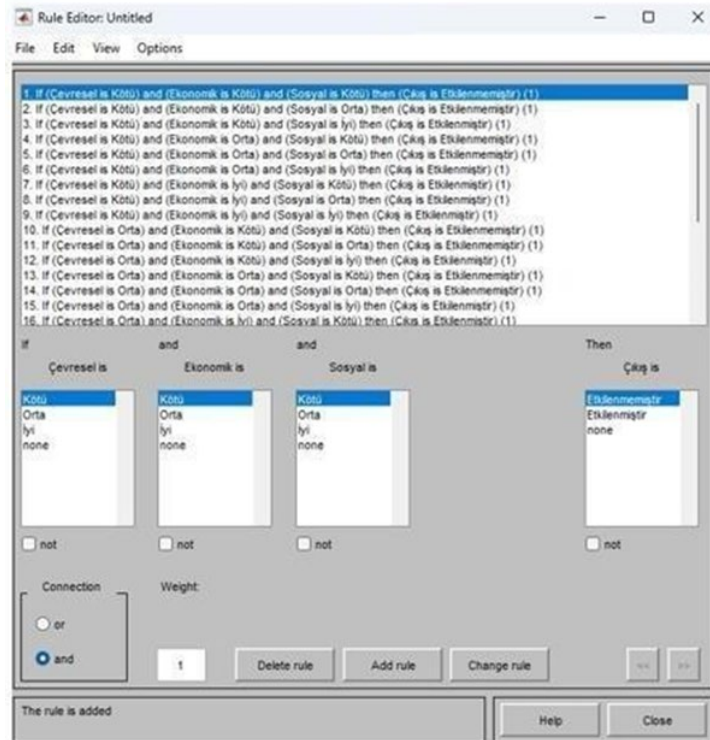 Rule Editor: Untitled
File Edit View Options
1. If (Çevresel is Kötü) and (Ekonomik is Kötü) and (Sosyal is Kötü) then (Çıkış is Etkilenmemiştir) (1)
2. If (Çevresel is Kötü) and (Ekonomik is Kötü) and (Sosyal is Orta) then (Çıkış is Etkilenmemiştir) (1)
3. If (Çevresel is Kötü) and (Ekonomik is Kötü) and (Sosyal is İyi) then (Çıkış is Etkilenmiştir) (1)
4. If (Çevresel is Kötü) and (Ekonomik is Orta) and (Sosyal is Kötü) then (Çıkış is Etkilenmemiştir) (1)
5. If (Çevresel is Kötü) and (Ekonomik is Orta) and (Sosyal is Orta) then (Çıkış is Etkilenmemiştir) (1)
6. If (Çevresel is Kötü) and (Ekonomik is Orta) and (Sosyal is İyi) then (Çıkış is Etkilenmiştir) (1)
7. If (Çevresel is Kötü) and (Ekonomik is İyi) and (Sosyal is Kötü) then (Çıkış is Etkilenmiştir) (1)
8. If (Çevresel is Kötü) and (Ekonomik is İyi) and (Sosyal is Orta) then (Çıkış is Etkilenmiştir) (1)
9. If (Çevresel is Kötü) and (Ekonomik is İyi) and (Sosyal is İyi) then (Çıkış is Etkilenmiştir) (1)
10. If (Çevresel is Orta) and (Ekonomik is Kötü) and (Sosyal is Kötü) then (Çıkış is Etkilenmemiştir) (1)
11. If (Çevresel is Orta) and (Ekonomik is Kötü) and (Sosyal is Orta) then (Çıkış is Etkilenmemiştir) (1)
12. If (Çevresel is Orta) and (Ekonomik is Kötü) and (Sosyal is İyi) then (Çıkış is Etkilenmiştir) (1)
13. If (Çevresel is Orta) and (Ekonomik is Orta) and (Sosyal is Kötü) then (Çıkış is Etkilenmemiştir) (1)
14. If (Çevresel is Orta) and (Ekonomik is Orta) and (Sosyal is Orta) then (Çıkış is Etkilenmemiştir) (1)
15. If (Çevresel is Orta) and (Ekonomik is Orta) and (Sosyal is İyi) then (Çıkış is Etkilenmiştir) (1)
16. If (Çevresel is Orta) and (Ekonomik is İyi) and (Sosyal is Kötü) then (Çıkış is Etkilenmiştir) (1)
If and and Then
Çevresel is Ekonomik is Sosyal is Çıkış is
Kötü Kötü Kötü Etkilenmemiştir
Orta Orta Orta Etkilenmiştir
İyi İyi İyi none
none none none
not not not not
Connection Weight:
or
and 1 Delete rule Add rule Change rule << >>
The rule is added Help Close